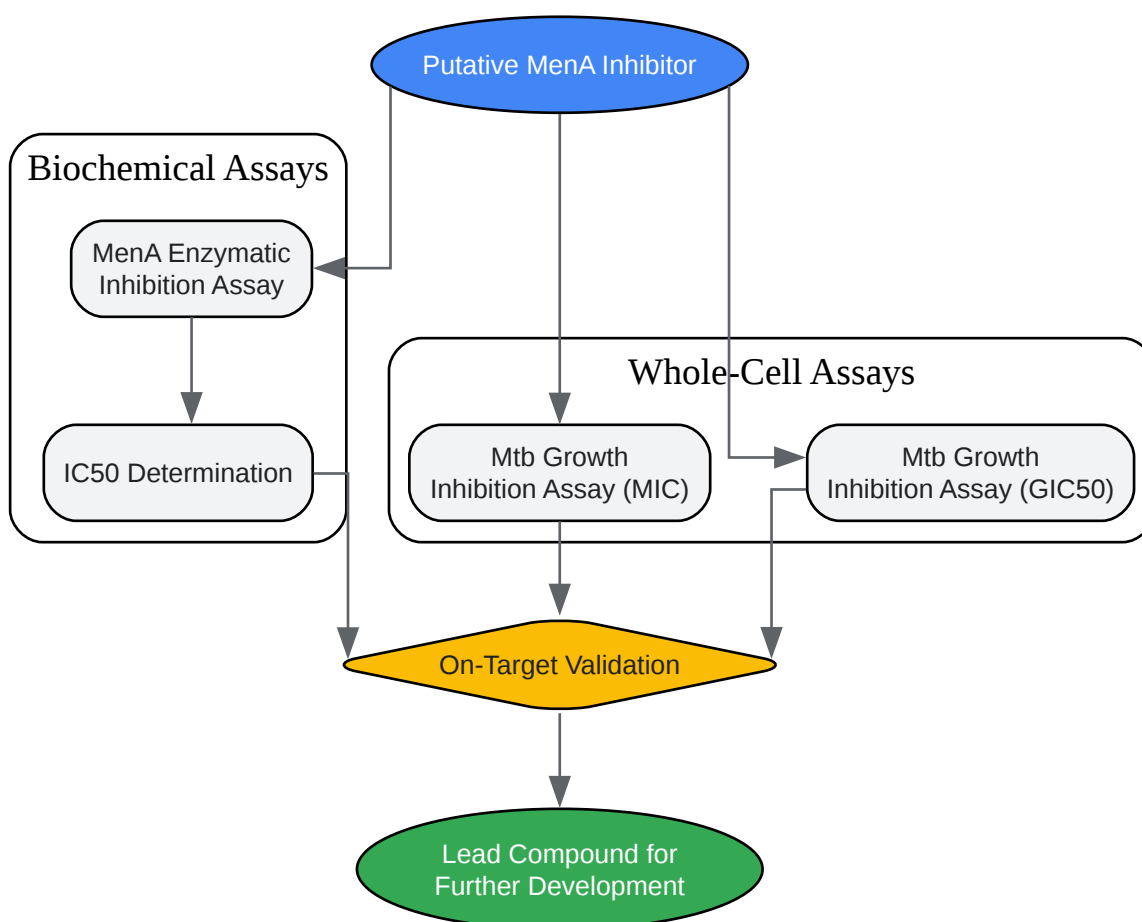 Putative MenA Inhibitor
Biochemical Assays
MenA Enzymatic
Inhibition Assay
IC50 Determination
Whole-Cell Assays
Mtb Growth
Inhibition Assay (MIC)
Mtb Growth
Inhibition Assay (GIC50)
On-Target Validation
Lead Compound for
Further Development